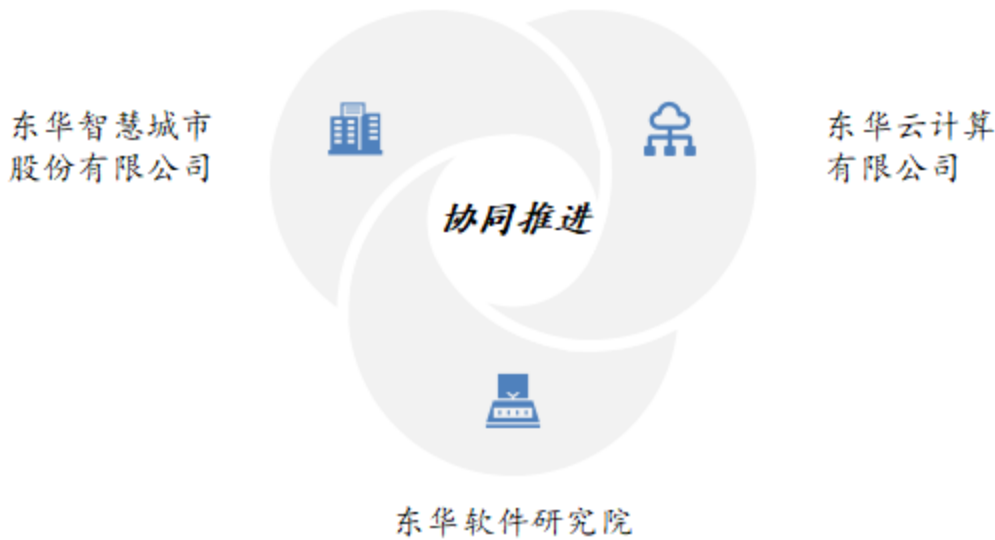 东华智慧城市
股份有限公司
东华云计算
有限公司
协同推进
东华软件研究院